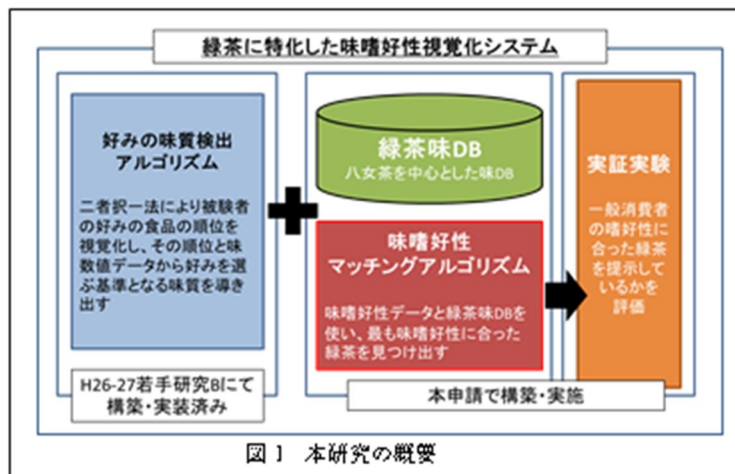 緑茶に特化した味嗜好性視覚化システム
好みの味質検出
アルゴリズム
二者択一法により被験者
の好みの食品の順位を
視覚化し、その順位と味
数値データから好みを選
ぶ基準となる味質を導き
出す
H26-27若手研究Bにて
構築・実装済み
緑茶味DB
八女茶を中心とした味DB
味嗜好性
マッチングアルゴリズム
味嗜好性データと緑茶味DBを
使い、最も味嗜好性に合った
緑茶を見つけ出す
実証実験
一般消費者
の嗜好性に
合った緑茶
を提示して
いるかを
評価
本申請で構築・実施
図1 本研究の概要